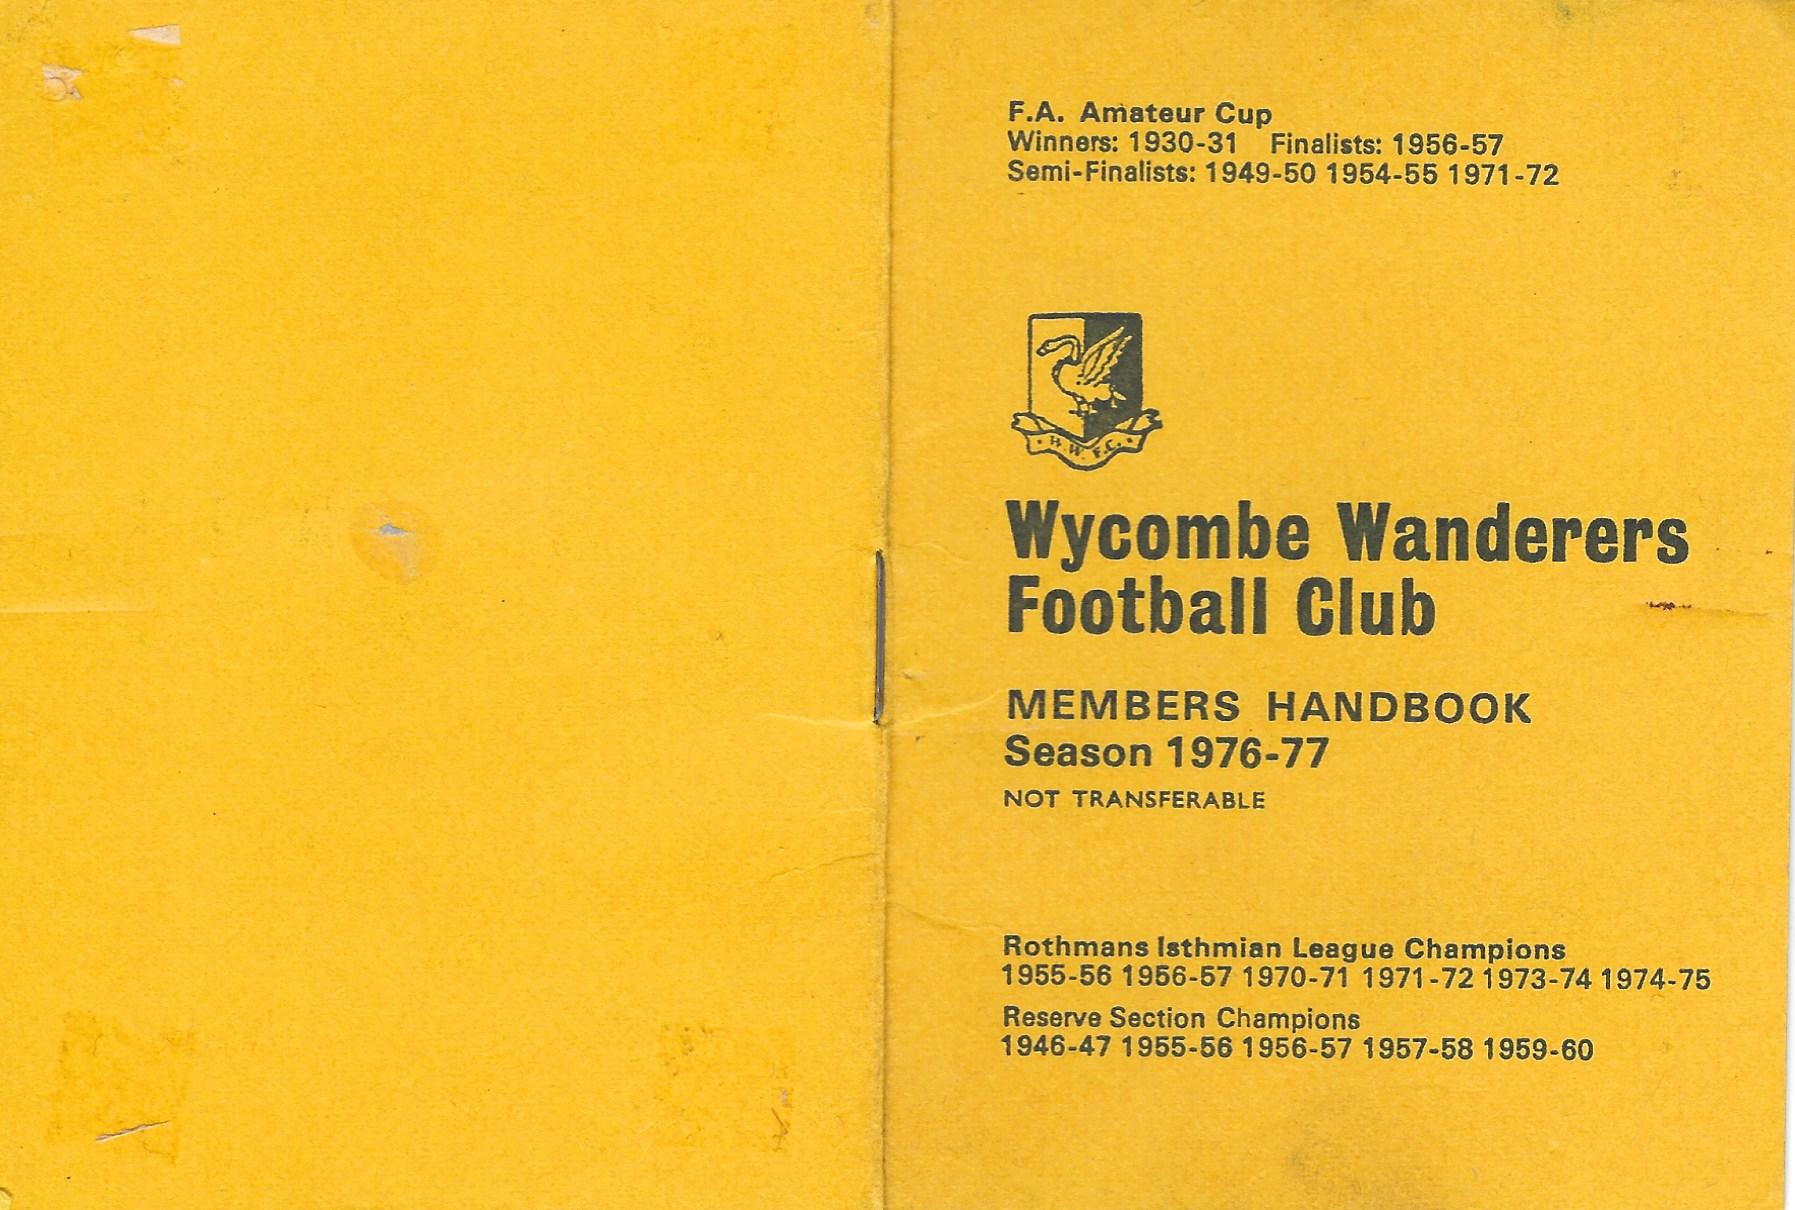 F.A. Amateur Cup
Winners: 1930-31 Finalists: 1956-57
Semi-Finalists: 1949-50 1954-55 1971-72
H.W.F.C.
Wycombe Wanderers
Football Club
MEMBERS HANDBOOK
Season 1976-77
NOT TRANSFERABLE
Rothmans Isthmian League Champions
1955-56 1956-57 1970-71 1971-72 1973-74 1974-75
Reserve Section Champions
1946-47 1955-56 1956-57 1957-58 1959-60